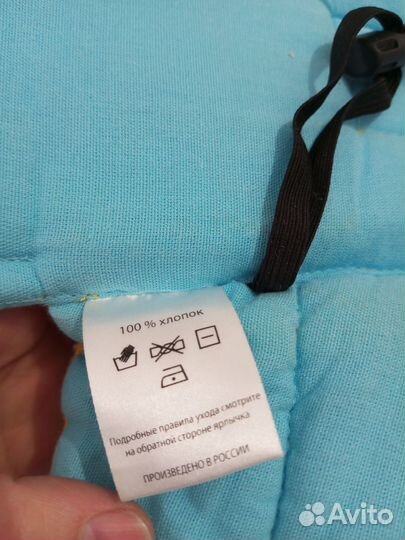 100 % хлопок
Подробные правила ухода смотрите
на обратной стороне ярлычка
ПРОИЗВЕДЕНО В РОССИИ
Avito